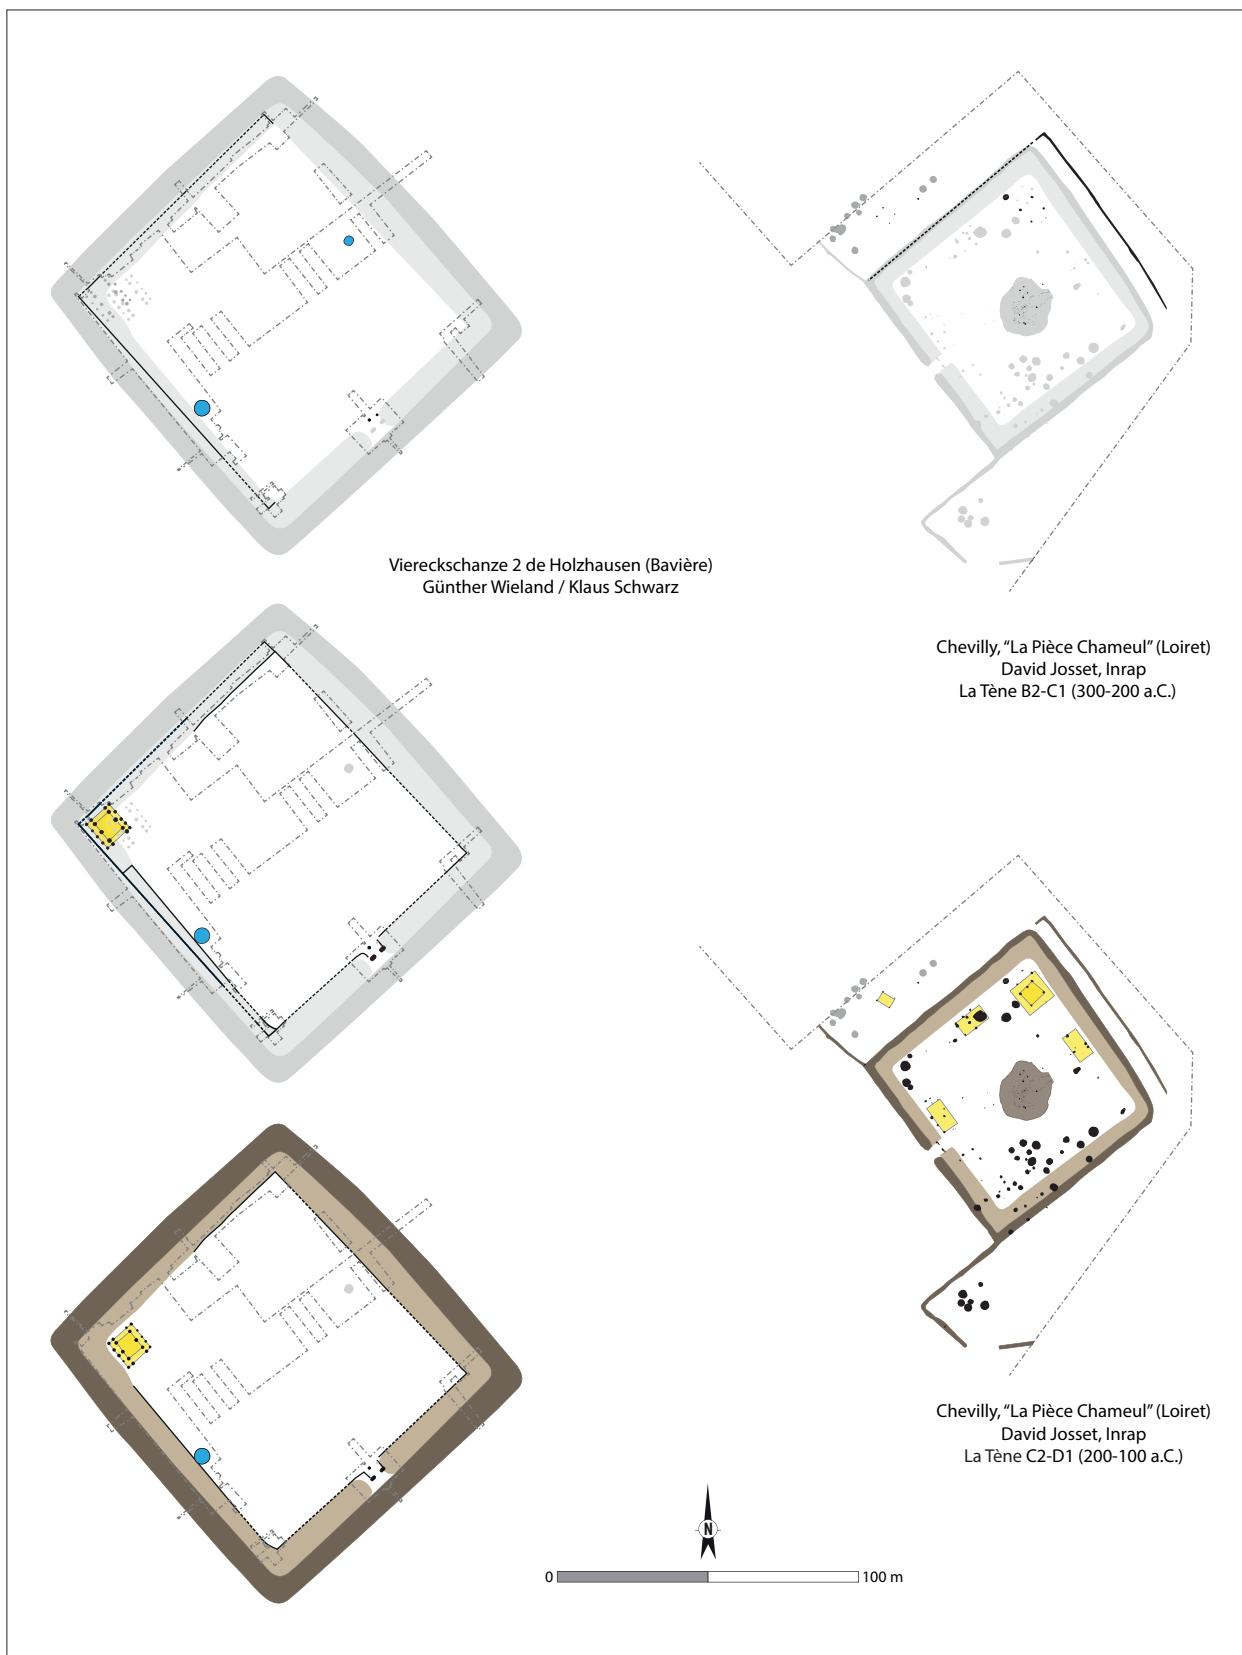 Viereckschanze 2 de Holzhausen (Bavière)
Günther Wieland / Klaus Schwarz
Chevilly, “La Pièce Chameul” (Loiret)
David Josset, Inrap
La Tène B2-C1 (300-200 a.C.)
Chevilly, “La Pièce Chameul” (Loiret)
David Josset, Inrap
La Tène C2-D1 (200-100 a.C.)
N
0 100 m